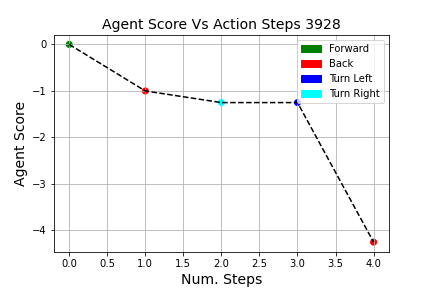 Agent Score Vs Action Steps 3928
Forward
Back
Turn Left
Turn Right
Agent Score
0
−1
−2
−3
−4
0.0 0.5 1.0 1.5 2.0 2.5 3.0 3.5 4.0
Num. Steps